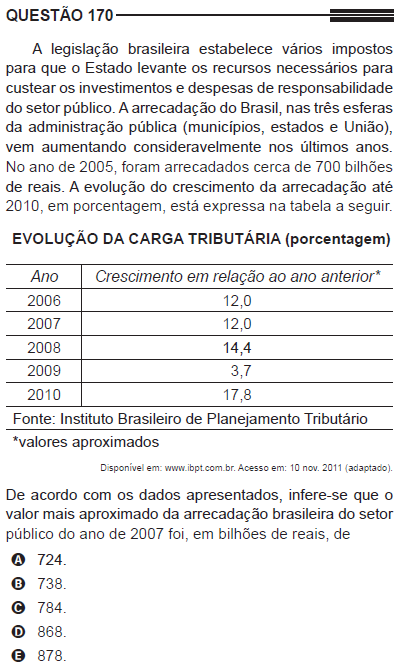 QUESTÃO 170
A legislação brasileira estabelece vários impostos
para que o Estado levante os recursos necessários para
custear os investimentos e despesas de responsabilidade
do setor público. A arrecadação do Brasil, nas três esferas
da administração pública (municípios, estados e União),
vem aumentando consideravelmente nos últimos anos.
No ano de 2005, foram arrecadados cerca de 700 bilhões
de reais. A evolução do crescimento da arrecadação até
2010, em porcentagem, está expressa na tabela a seguir.
EVOLUÇÃO DA CARGA TRIBUTÁRIA (porcentagem)
Ano Crescimento em relação ao ano anterior*
2006 12,0
2007 12,0
2008 14,4
2009 3,7
2010 17,8
Fonte: Instituto Brasileiro de Planejamento Tributário
*valores aproximados
Disponível em: www.ibpt.com.br. Acesso em: 10 nov. 2011 (adaptado).
De acordo com os dados apresentados, infere-se que o
valor mais aproximado da arrecadação brasileira do setor
público do ano de 2007 foi, em bilhões de reais, de
A 724.
B 738.
C 784.
D 868.
E 878.